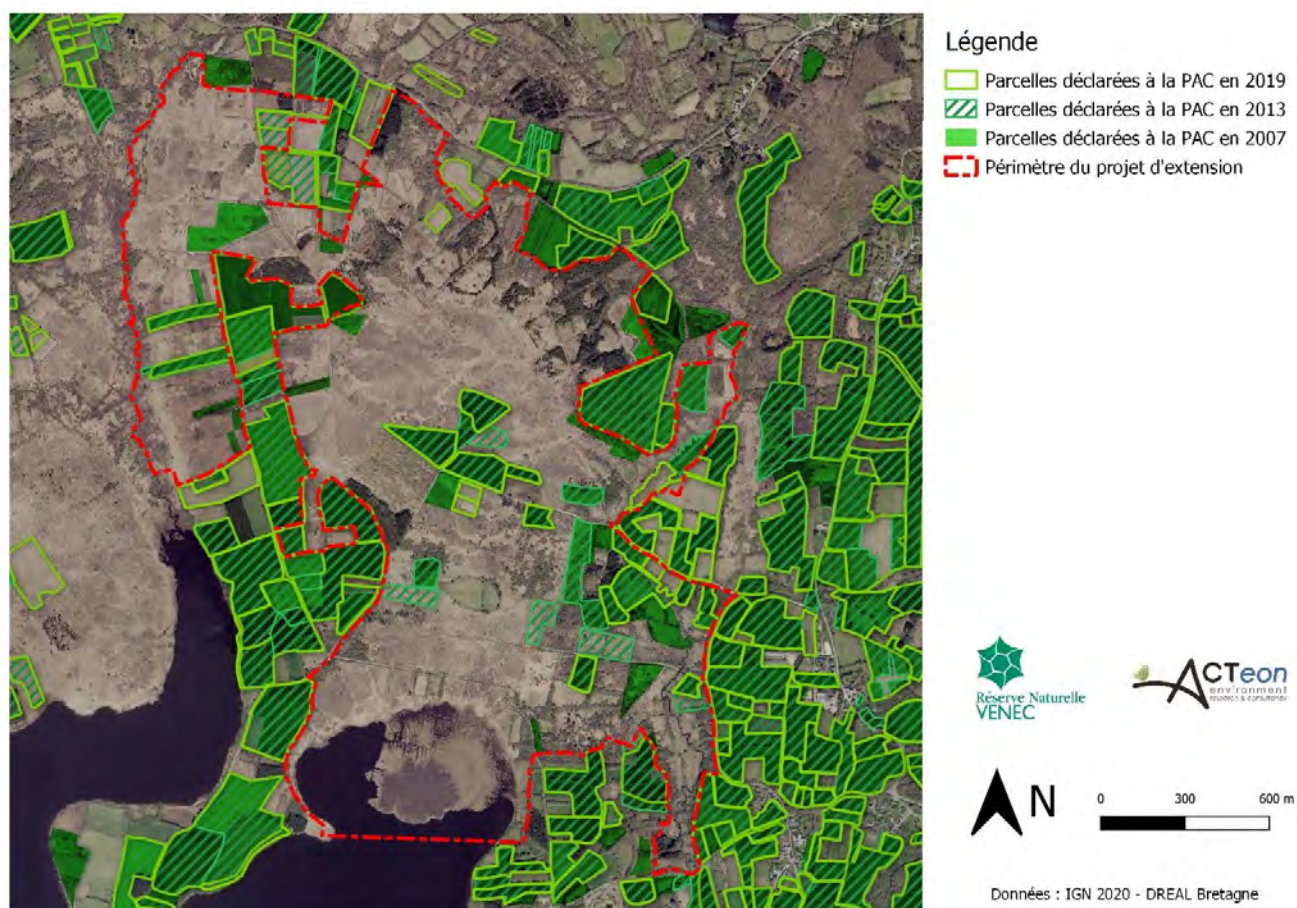 Légende
Parcelles déclarées à la PAC en 2019
Parcelles déclarées à la PAC en 2013
Parcelles déclarées à la PAC en 2007
Périmètre du projet d'extension
Réserve Naturelle
VENEC
ACTeon
environment
N
0 300 600 m
Données : IGN 2020 - DREAL Bretagne